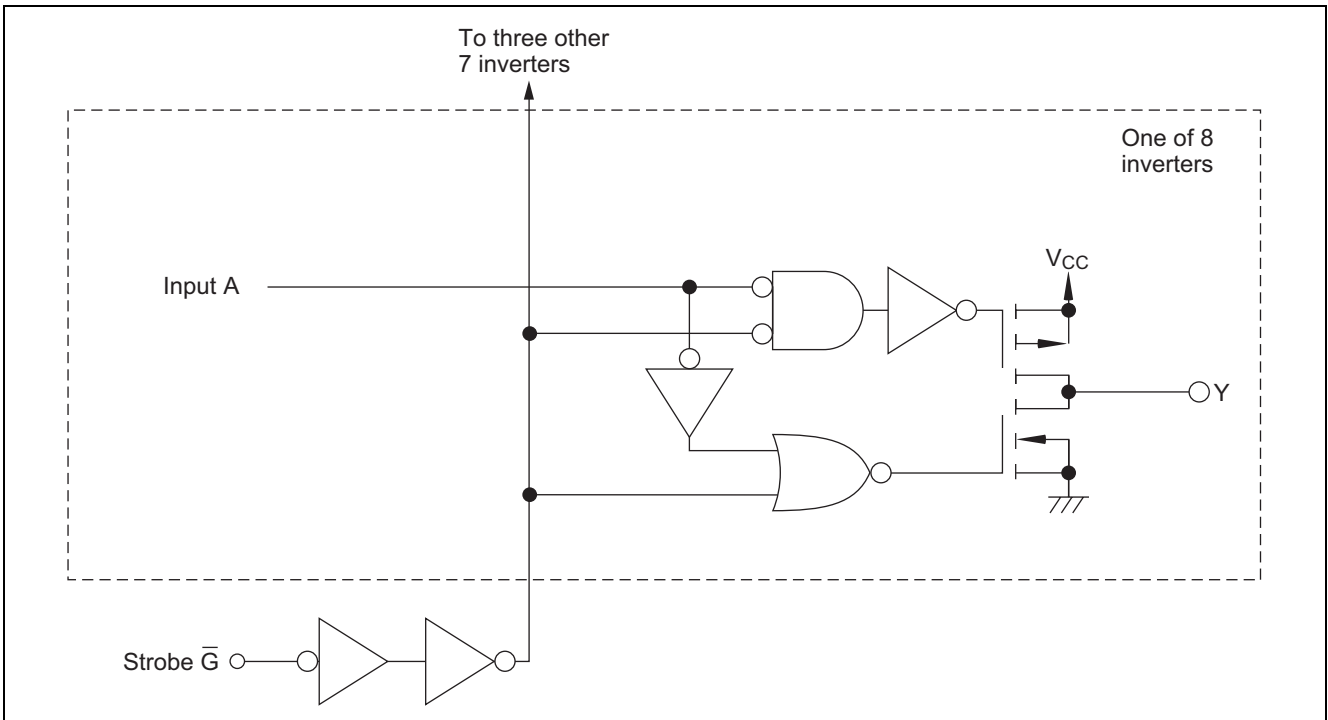 To three other
7 inverters
One of 8
inverters
Input A
VCC
Y
Strobe G̅